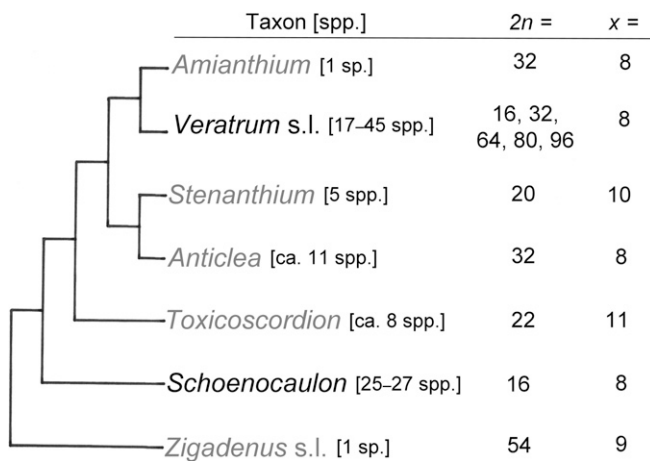 Taxon [spp.] 2n = x =
Amianthium [1 sp.] 32 8
Veratrum s.l. [17–45 spp.] 16, 32, 8
64, 80, 96
Stenanthium [5 spp.] 20 10
Anticlea [ca. 11 spp.] 32 8
Toxicoscordion [ca. 8 spp.] 22 11
Schoenocaulon [25–27 spp.] 16 8
Zigadenus s.l. [1 sp.] 54 9